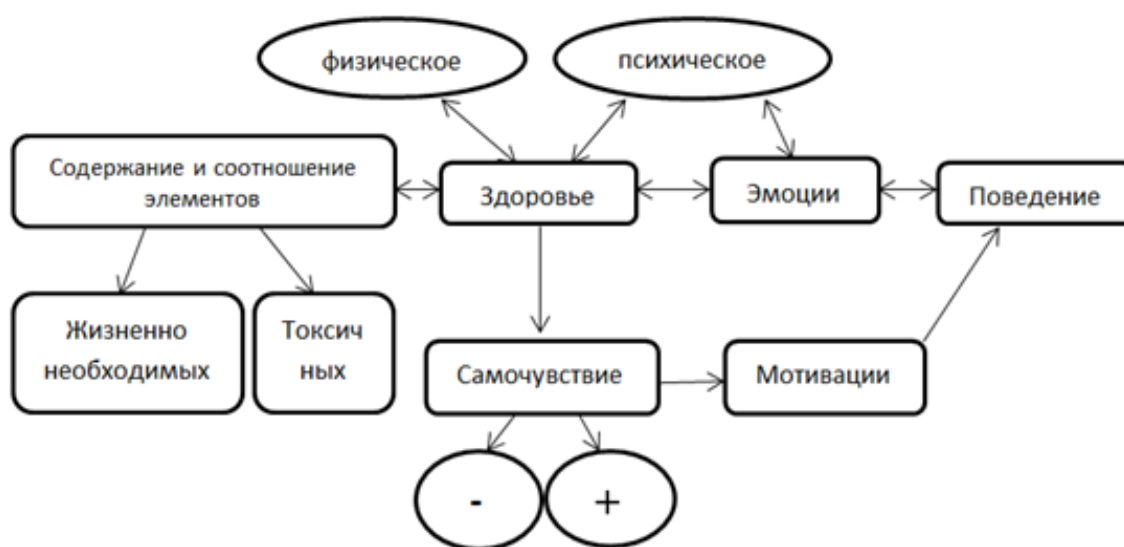 физическое
психическое
Содержание и соотношение
элементов
Здоровье
Эмоции
Поведение
Жизненно
необходимых
Токсич
ных
Самочувствие
Мотивации
-
+